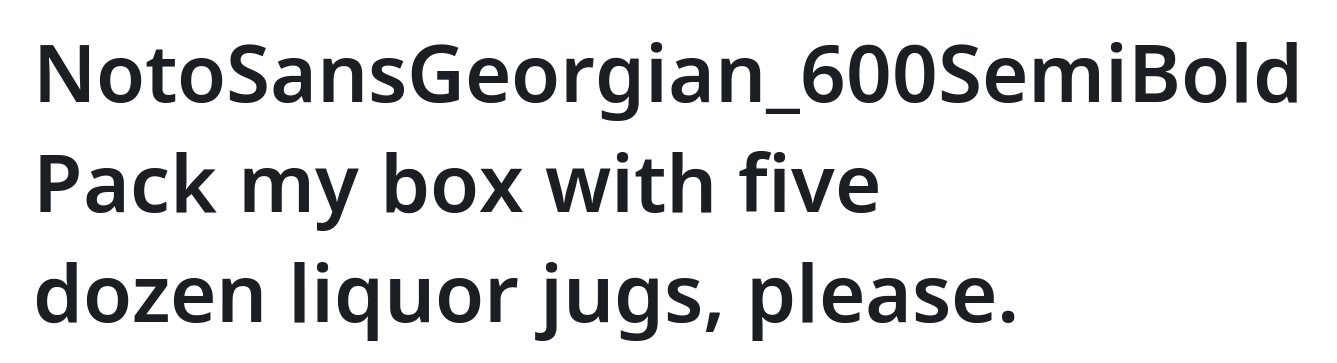 NotoSansGeorgian_600SemiBold
Pack my box with five
dozen liquor jugs, please.